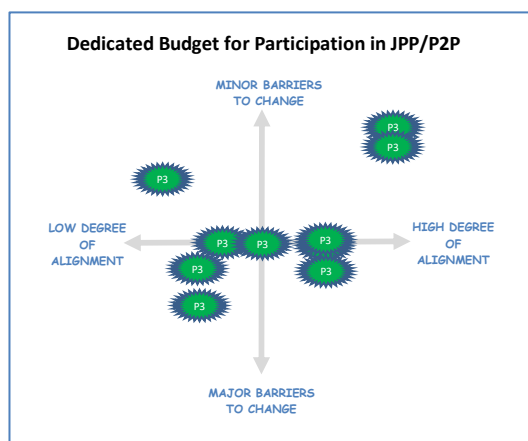 Dedicated Budget for Participation in JPP/P2P
MINOR BARRIERS
TO CHANGE
P3
P3
P3
LOW DEGREE
OF
ALIGNMENT
HIGH DEGREE
OF
ALIGNMENT
P3
P3
P3
P3
P3
P3
MAJOR BARRIERS
TO CHANGE